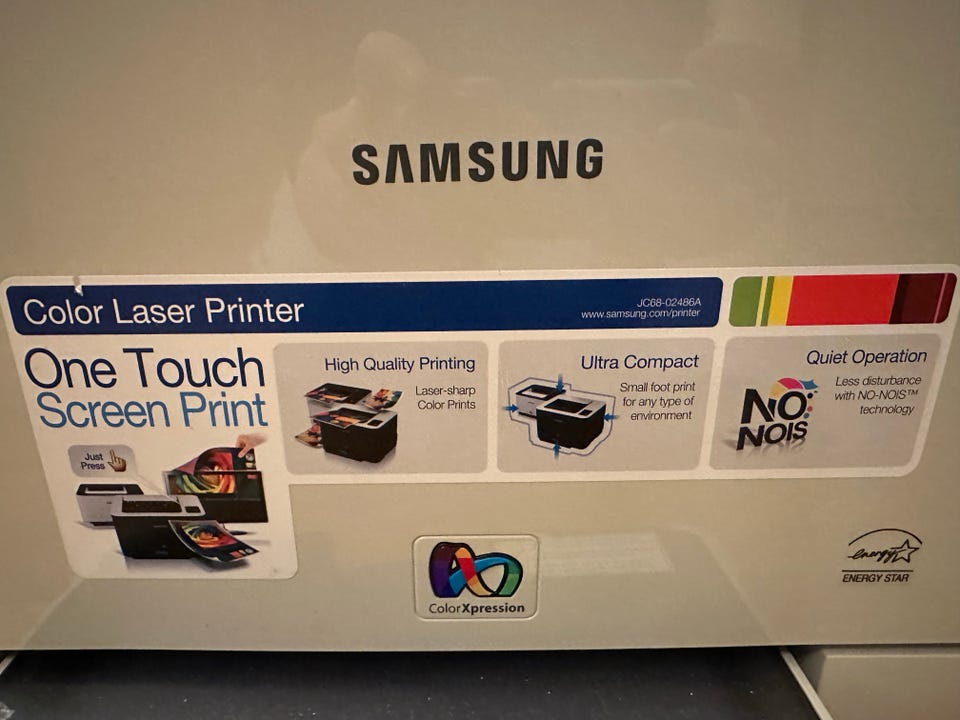 SAMSUNG
Color Laser Printer
JC68-02486A
www.samsung.com/printer
One Touch
Screen Print
Just
Press
High Quality Printing
Laser-sharp
Color Prints
Ultra Compact
Small foot print
for any type of
environment
Quiet Operation
Less disturbance
with NO-NOIS™
technology
NO
NOIS
ColorXpression
energy
ENERGY STAR